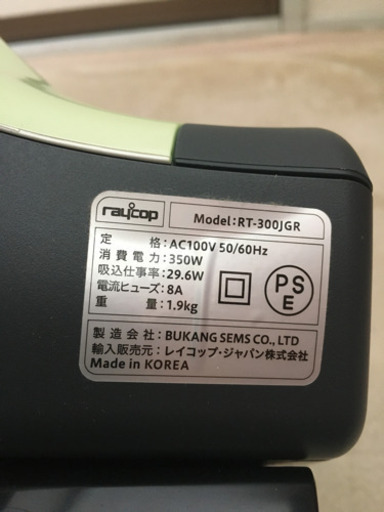 raycop Model:RT-300JGR
定 格:AC100V 50/60Hz
消費電力:350W
吸込仕事率:29.6W
電流ヒューズ:8A
重 量:1.9kg
PSE
製造会社:BUKANG SEMS CO., LTD
輸入販売元:レイコップ・ジャパン株式会社
Made in KOREA